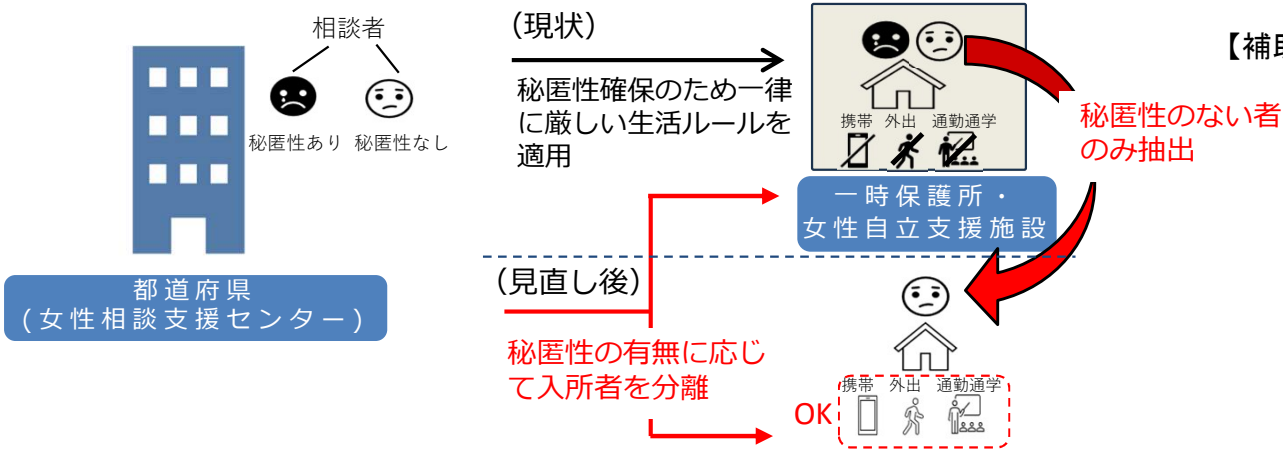 相談者
秘匿性あり 秘匿性なし
都道府県
(女性相談支援センター)
（現状）
秘匿性確保のため一律
に厳しい生活ルールを
適用
携帯 外出 通勤通学
一時保護所・
女性自立支援施設
【補助
秘匿性のない者
のみ抽出
（見直し後）
秘匿性の有無に応じ
て入所者を分離
携帯 外出 通勤通学
OK